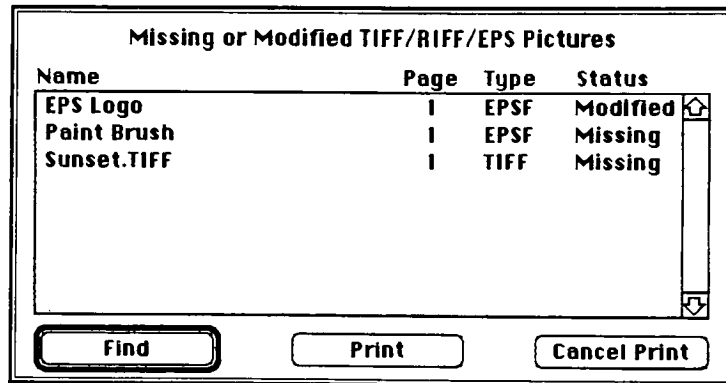 Missing or Modified TIFF/RIFF/EPS Pictures
Name Page Type Status
EPS Logo 1 EPSF Modified
Paint Brush 1 EPSF Missing
Sunset.TIFF 1 TIFF Missing
Find Print Cancel Print